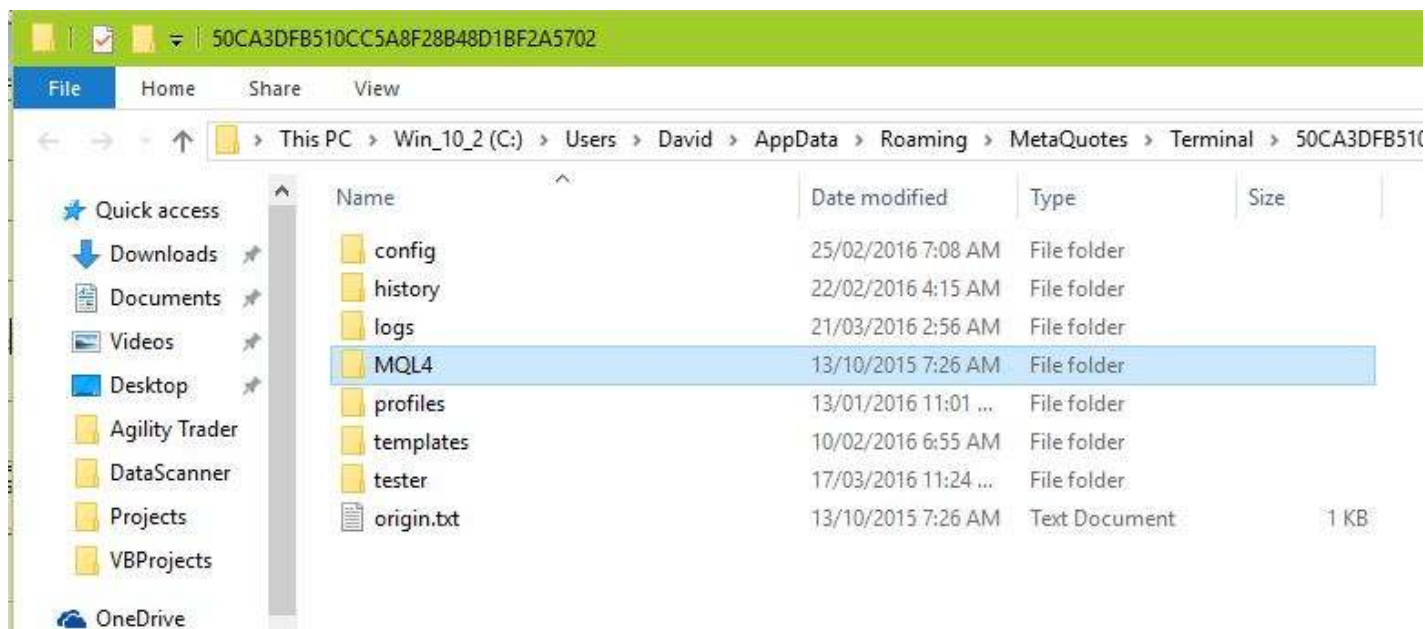 50CA3DFB510CC5A8F28B48D1BF2A5702
File Home Share View
This PC > Win_10_2 (C:) > Users > David > AppData > Roaming > MetaQuotes > Terminal > 50CA3DFB510
Name Date modified Type Size
Quick access
Downloads
Documents
Videos
Desktop
Agility Trader
DataScanner
Projects
VBProjects
OneDrive
config 25/02/2016 7:08 AM File folder
history 22/02/2016 4:15 AM File folder
logs 21/03/2016 2:56 AM File folder
MQL4 13/10/2015 7:26 AM File folder
profiles 13/01/2016 11:01 ... File folder
templates 10/02/2016 6:55 AM File folder
tester 17/03/2016 11:24 ... File folder
origin.txt 13/10/2015 7:26 AM Text Document 1 KB